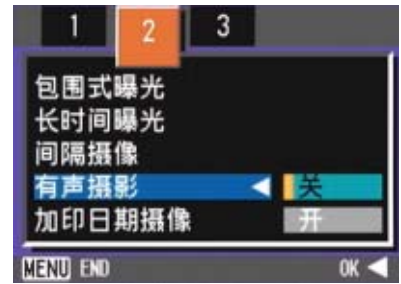 1 2 3
包围式曝光
长时间曝光
间隔摄像
有声摄影 ◀ 关
加印日期摄像 开
MENU END OK ◀